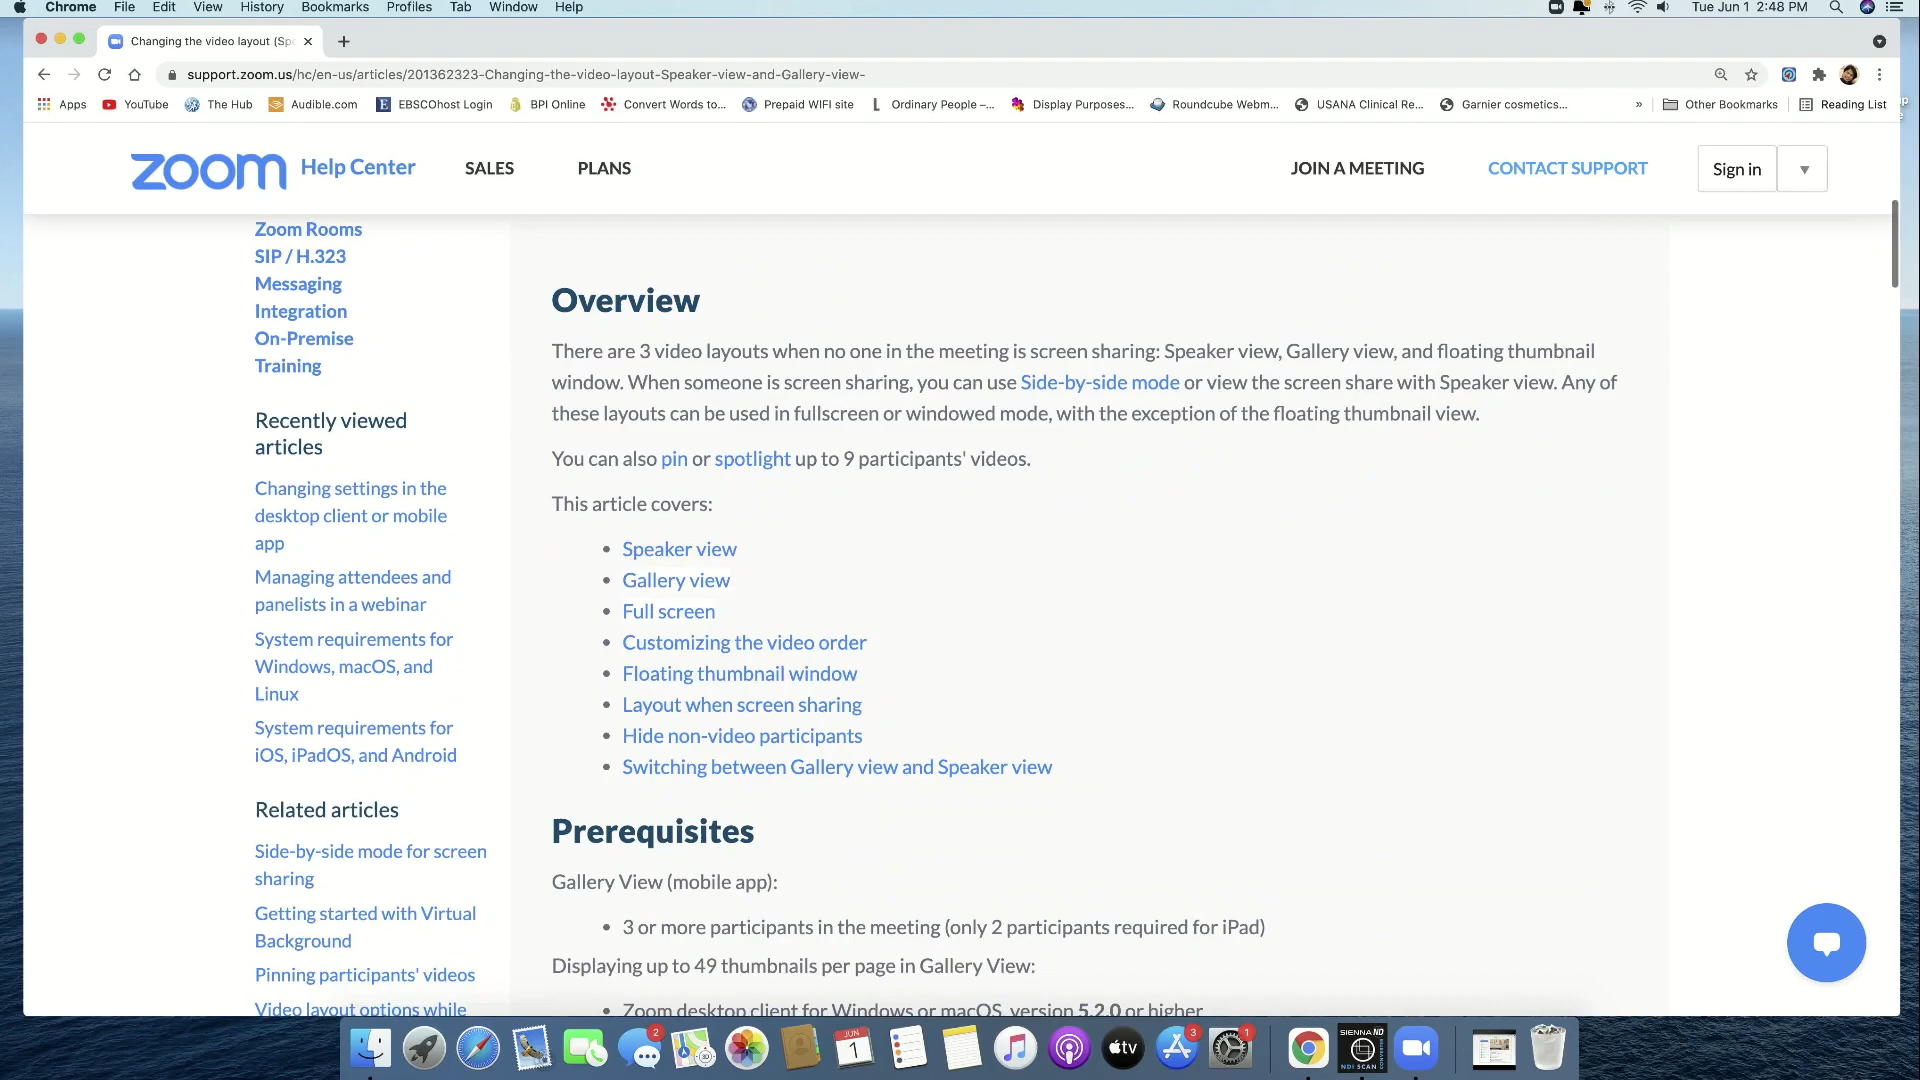 Chrome File Edit View History Bookmarks Profiles Tab Window Help Tue Jun 1 2:48 PM
Changing the video layout (Sp
support.zoom.us/hc/en-us/articles/201362323-Changing-the-video-layout-Speaker-view-and-Gallery-view-
Apps YouTube The Hub Audible.com EBSCOhost Login BPI Online Convert Words to... Prepaid WIFI site Ordinary People –... Display Purposes... Roundcube Webm... USANA Clinical Re... Garnier cosmetics... » Other Bookmarks Reading List
zoom Help Center SALES PLANS JOIN A MEETING CONTACT SUPPORT Sign in
Zoom Rooms
SIP / H.323
Messaging
Integration
On-Premise
Training
Recently viewed
articles
Changing settings in the
desktop client or mobile
app
Managing attendees and
panelists in a webinar
System requirements for
Windows, macOS, and
Linux
System requirements for
iOS, iPadOS, and Android
Related articles
Side-by-side mode for screen
sharing
Getting started with Virtual
Background
Pinning participants' videos
Video layout options while
Overview
There are 3 video layouts when no one in the meeting is screen sharing: Speaker view, Gallery view, and floating thumbnail
window. When someone is screen sharing, you can use Side-by-side mode or view the screen share with Speaker view. Any of
these layouts can be used in fullscreen or windowed mode, with the exception of the floating thumbnail view.
You can also pin or spotlight up to 9 participants' videos.
This article covers:
• Speaker view
• Gallery view
• Full screen
• Customizing the video order
• Floating thumbnail window
• Layout when screen sharing
• Hide non-video participants
• Switching between Gallery view and Speaker view
Prerequisites
Gallery View (mobile app):
• 3 or more participants in the meeting (only 2 participants required for iPad)
Displaying up to 49 thumbnails per page in Gallery View:
• Zoom desktop client for Windows or macOS, version 5.2.0 or higher
2
3D
JUN
1
tv
3
1
SIENNA ND
NDI SCAN CONVERTER